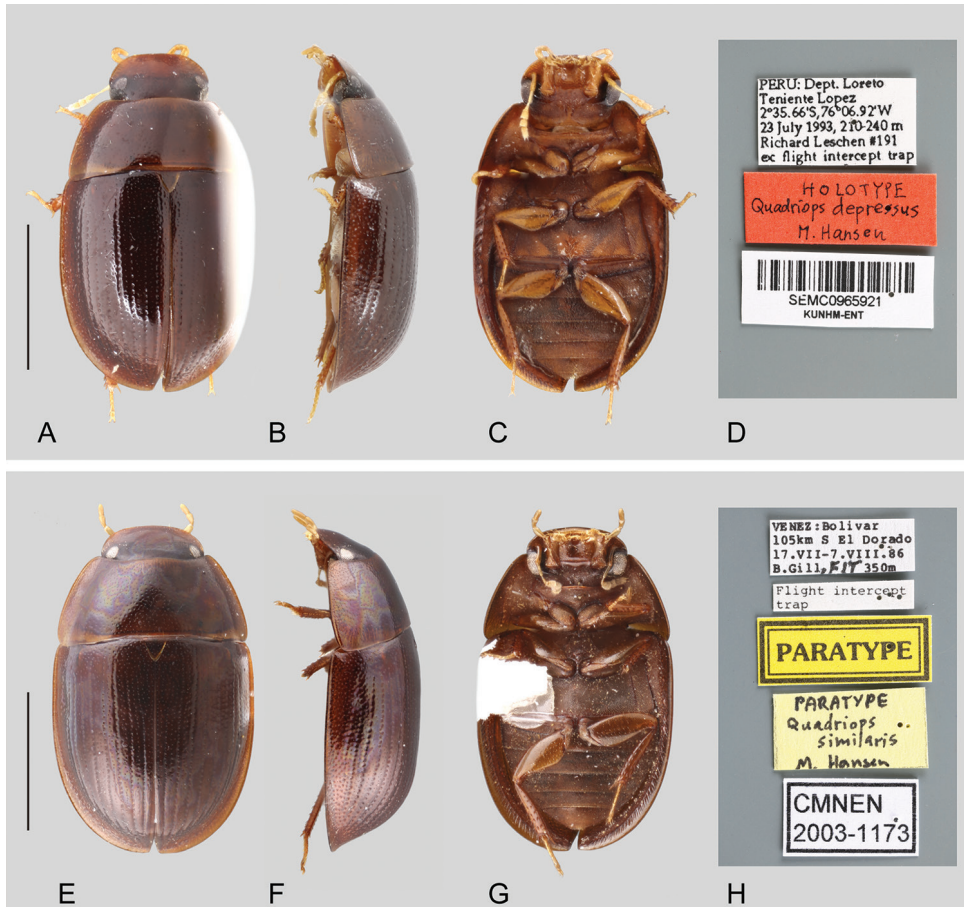 PERU: Dept. Loreto
Teniente Lopez
2°35.66'S,76°06.92'W
23 July 1993, 210-240 m
Richard Leschen #191
ex flight intercept trap
HOLOTYPE
Quadriops depressus
M. Hansen
SEMC0965921
KUNHM-ENT
A
B
C
D
VENEZ: Bolivar
105km S El Dorado
17.VII-7.VIII.86
B.Gill, FIT 350m
Flight intercept
trap
PARATYPE
PARATYPE
Quadriops
similaris
M. Hansen
CMNEN
2003-1173
E
F
G
H